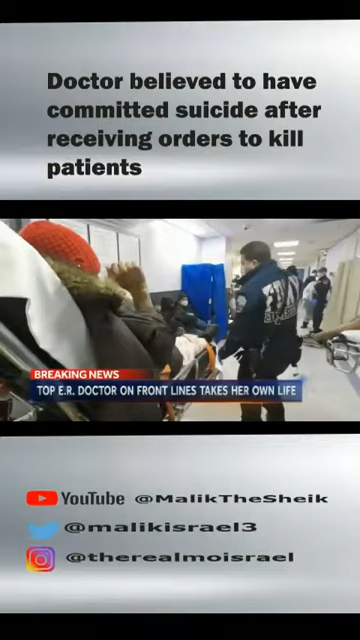 Doctor believed to have
committed suicide after
receiving orders to kill
patients
BREAKING NEWS
TOP E.R. DOCTOR ON FRONT LINES TAKES HER OWN LIFE
YouTube @MalikTheSheik
@malikisrael3
@therealmoisrael